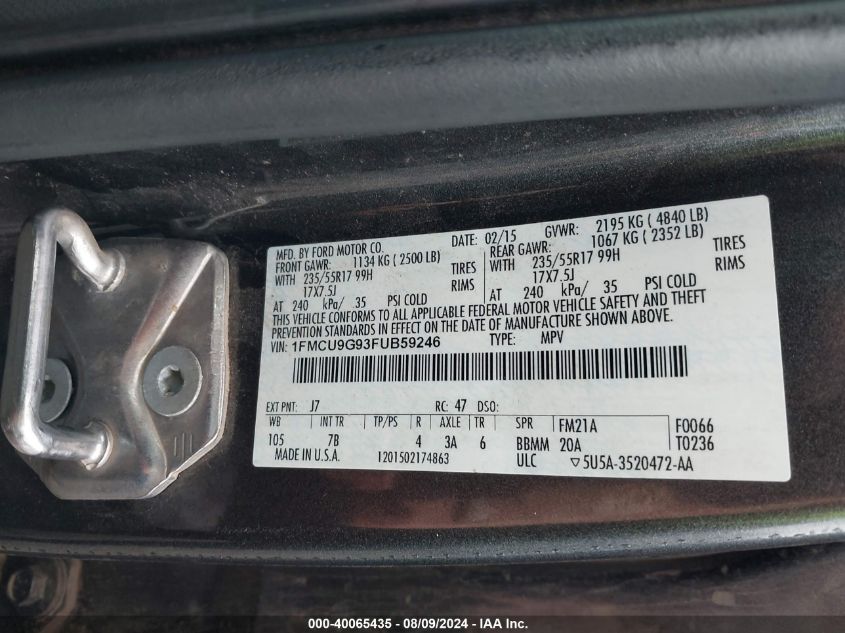 MFD. BY FORD MOTOR CO. DATE: 02/15 GVWR: 2195 KG ( 4840 LB)
FRONT GAWR: 1134 KG ( 2500 LB) REAR GAWR: 1067 KG ( 2352 LB)
WITH 235/55R17 99H TIRES WITH 235/55R17 99H TIRES
17X7.5J RIMS 17X7.5J RIMS
AT 240 kPa/ 35 PSI COLD AT 240 kPa/ 35 PSI COLD
THIS VEHICLE CONFORMS TO ALL APPLICABLE FEDERAL MOTOR VEHICLE SAFETY AND THEFT
PREVENTION STANDARDS IN EFFECT ON THE DATE OF MANUFACTURE SHOWN ABOVE.
VIN: 1FMCU9G93FUB59246 TYPE: MPV
EXT PNT: J7 RC: 47 DSO:
WB INT TR TP/PS R AXLE TR SPR FM21A F0066
105 7B 4 3A 6 BBMM 20A T0236
MADE IN U.S.A. 1201502174863 ULC ▽5U5A-3520472-AA
000-40065435 - 08/09/2024 - IAA Inc.